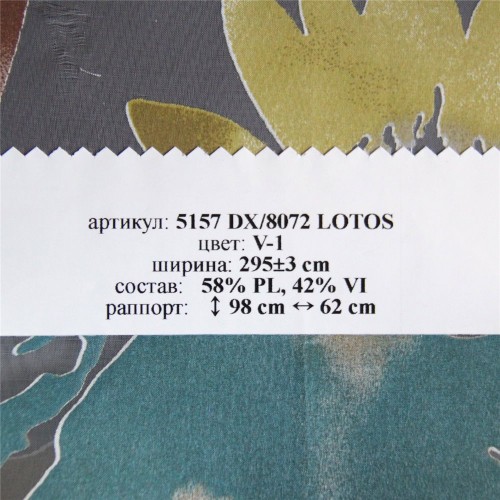 артикул: 5157 DX/8072 LOTOS
цвет: V-1
ширина: 295±3 cm
состав: 58% PL, 42% VI
раппорт: ↕ 98 cm ↔ 62 cm